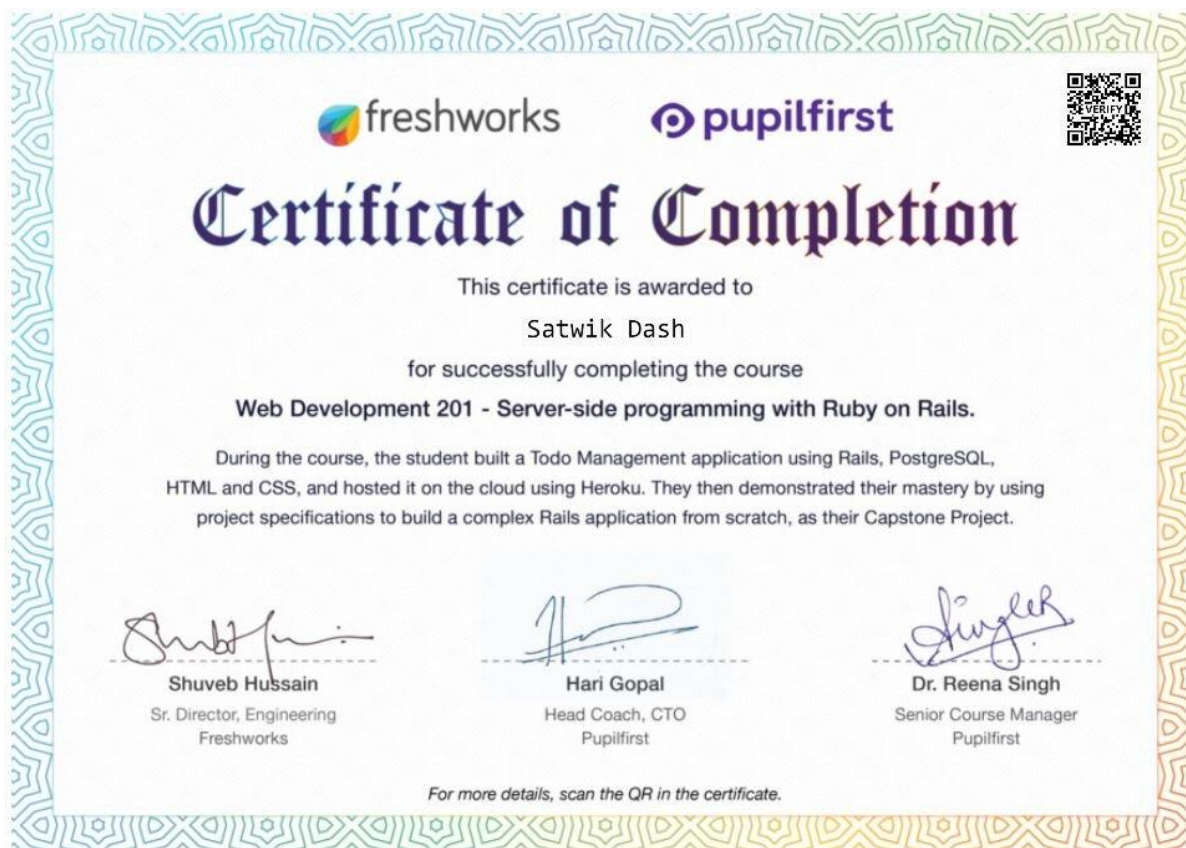 freshworks pupilfirst
VERIFY
Certificate of Completion
This certificate is awarded to
Satwik Dash
for successfully completing the course
Web Development 201 - Server-side programming with Ruby on Rails.
During the course, the student built a Todo Management application using Rails, PostgreSQL,
HTML and CSS, and hosted it on the cloud using Heroku. They then demonstrated their mastery by using
project specifications to build a complex Rails application from scratch, as their Capstone Project.
Shuveb Hussain Hari Gopal Dr. Reena Singh
Sr. Director, Engineering Head Coach, CTO Senior Course Manager
Freshworks Pupilfirst Pupilfirst
For more details, scan the QR in the certificate.